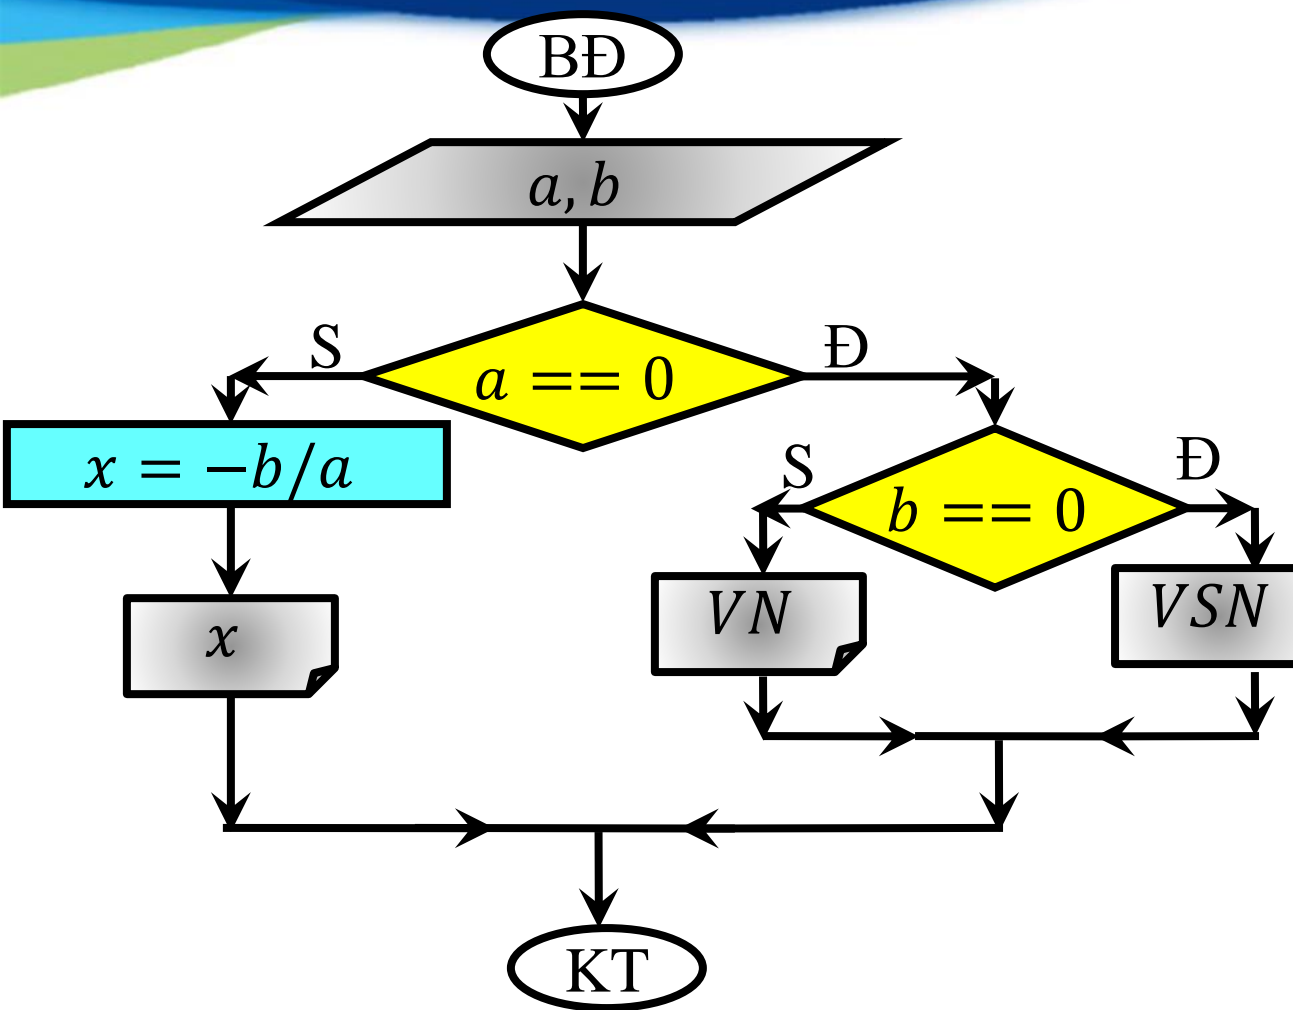 BĐ
a, b
S
Đ
a == 0
x = −b/a
S
Đ
b == 0
x
VN
VSN
KT